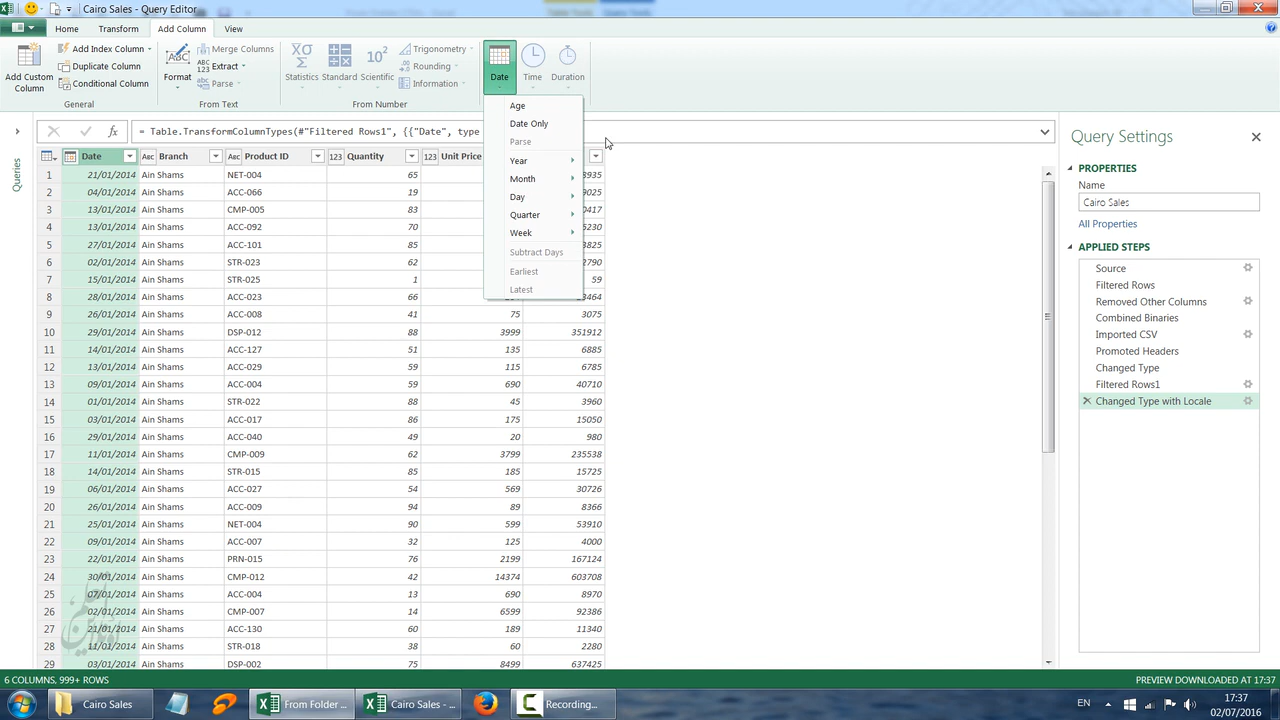 Cairo Sales - Query Editor
Home Transform Add Column View
Add Custom Column
Add Index Column
Duplicate Column
Conditional Column
General
Format
ABC
Merge Columns
ABC 123 Extract
abc Parse
From Text
Statistics
Standard
10² Scientific
Trigonometry
Rounding
Information
From Number
Date
Time
Duration
Age
Date Only
Parse
Year
Month
Day
Quarter
Week
Subtract Days
Earliest
Latest
fx = Table.TransformColumnTypes(#"Filtered Rows1", {{"Date", type
Queries
Date ABC Branch ABC Product ID 123 Quantity 123 Unit Price
1 21/01/2014 Ain Shams NET-004 65 8935
2 04/01/2014 Ain Shams ACC-066 19 9025
3 13/01/2014 Ain Shams CMP-005 83 0417
4 13/01/2014 Ain Shams ACC-092 70 5230
5 27/01/2014 Ain Shams ACC-101 85 3825
6 02/01/2014 Ain Shams STR-023 62 2790
7 15/01/2014 Ain Shams STR-025 1 59
8 28/01/2014 Ain Shams ACC-023 66 3464
9 26/01/2014 Ain Shams ACC-008 41 75 3075
10 29/01/2014 Ain Shams DSP-012 88 3999 351912
11 14/01/2014 Ain Shams ACC-127 51 135 6885
12 13/01/2014 Ain Shams ACC-029 59 115 6785
13 09/01/2014 Ain Shams ACC-004 59 690 40710
14 01/01/2014 Ain Shams STR-022 88 45 3960
15 03/01/2014 Ain Shams ACC-017 86 175 15050
16 29/01/2014 Ain Shams ACC-040 49 20 980
17 11/01/2014 Ain Shams CMP-009 62 3799 235538
18 14/01/2014 Ain Shams STR-015 85 185 15725
19 06/01/2014 Ain Shams ACC-027 54 569 30726
20 26/01/2014 Ain Shams ACC-009 94 89 8366
21 25/01/2014 Ain Shams NET-004 90 599 53910
22 09/01/2014 Ain Shams ACC-007 32 125 4000
23 22/01/2014 Ain Shams PRN-015 76 2199 167124
24 30/01/2014 Ain Shams CMP-012 42 14374 603708
25 07/01/2014 Ain Shams ACC-004 13 690 8970
26 02/01/2014 Ain Shams CMP-007 14 6599 92386
27 21/01/2014 Ain Shams ACC-130 60 189 11340
28 11/01/2014 Ain Shams STR-018 38 60 2280
29 03/01/2014 Ain Shams DSP-002 75 8499 637425
Query Settings
PROPERTIES
Name
Cairo Sales
All Properties
APPLIED STEPS
Source
Filtered Rows
Removed Other Columns
Combined Binaries
Imported CSV
Promoted Headers
Changed Type
Filtered Rows1
Changed Type with Locale
6 COLUMNS, 999+ ROWS PREVIEW DOWNLOADED AT 17:37
Cairo Sales
From Folder ...
Cairo Sales - ...
Recording...
EN
17:37
02/07/2016